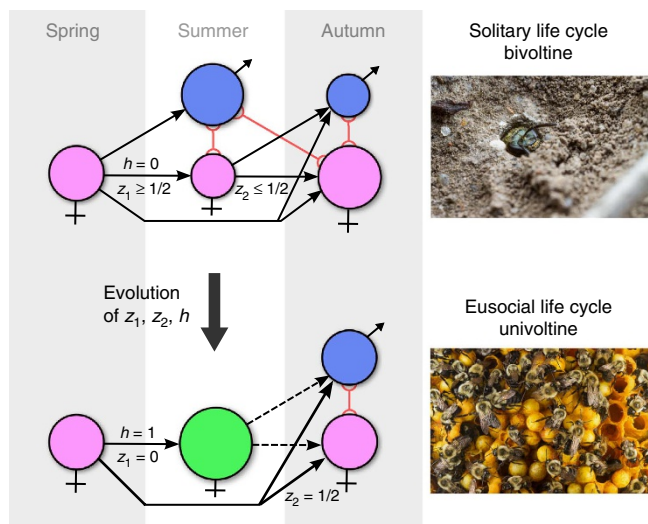 Spring
Summer
Autumn
Solitary life cycle
bivoltine
h = 0
z₁ ≥ 1/2
z₂ ≤ 1/2
Evolution
of z₁, z₂, h
Eusocial life cycle
univoltine
h = 1
z₁ = 0
z₂ = 1/2